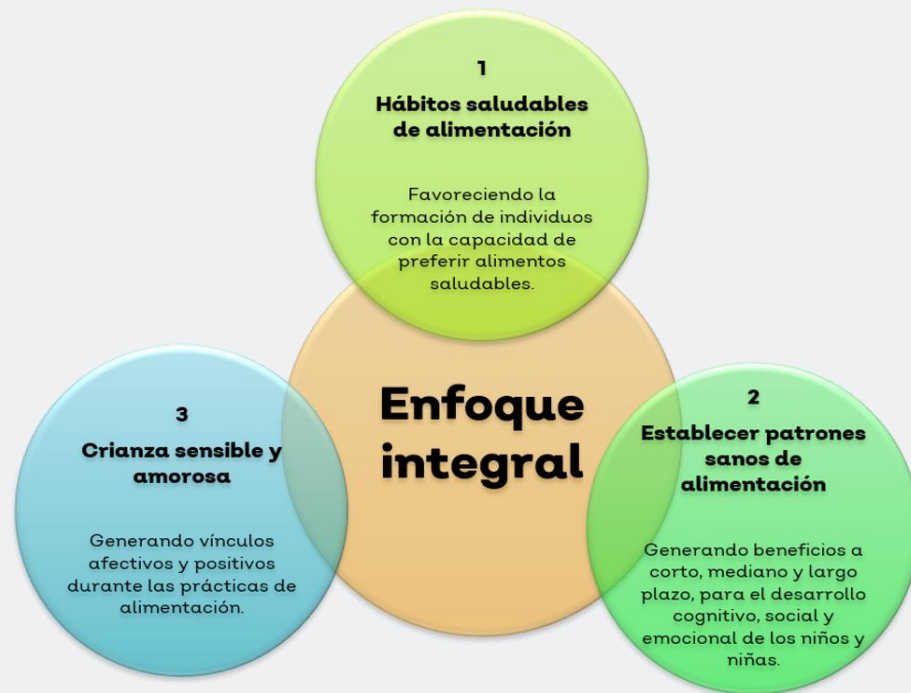 1
Hábitos saludables
de alimentación
Favoreciendo la
formación de individuos
con la capacidad de
preferir alimentos
saludables.
Enfoque
integral
2
Establecer patrones
sanos de
alimentación
Generando beneficios a
corto, mediano y largo
plazo, para el desarrollo
cognitivo, social y
emocional de los niños y
niñas.
3
Crianza sensible y
amorosa
Generando vínculos
afectivos y positivos
durante las prácticas de
alimentación.